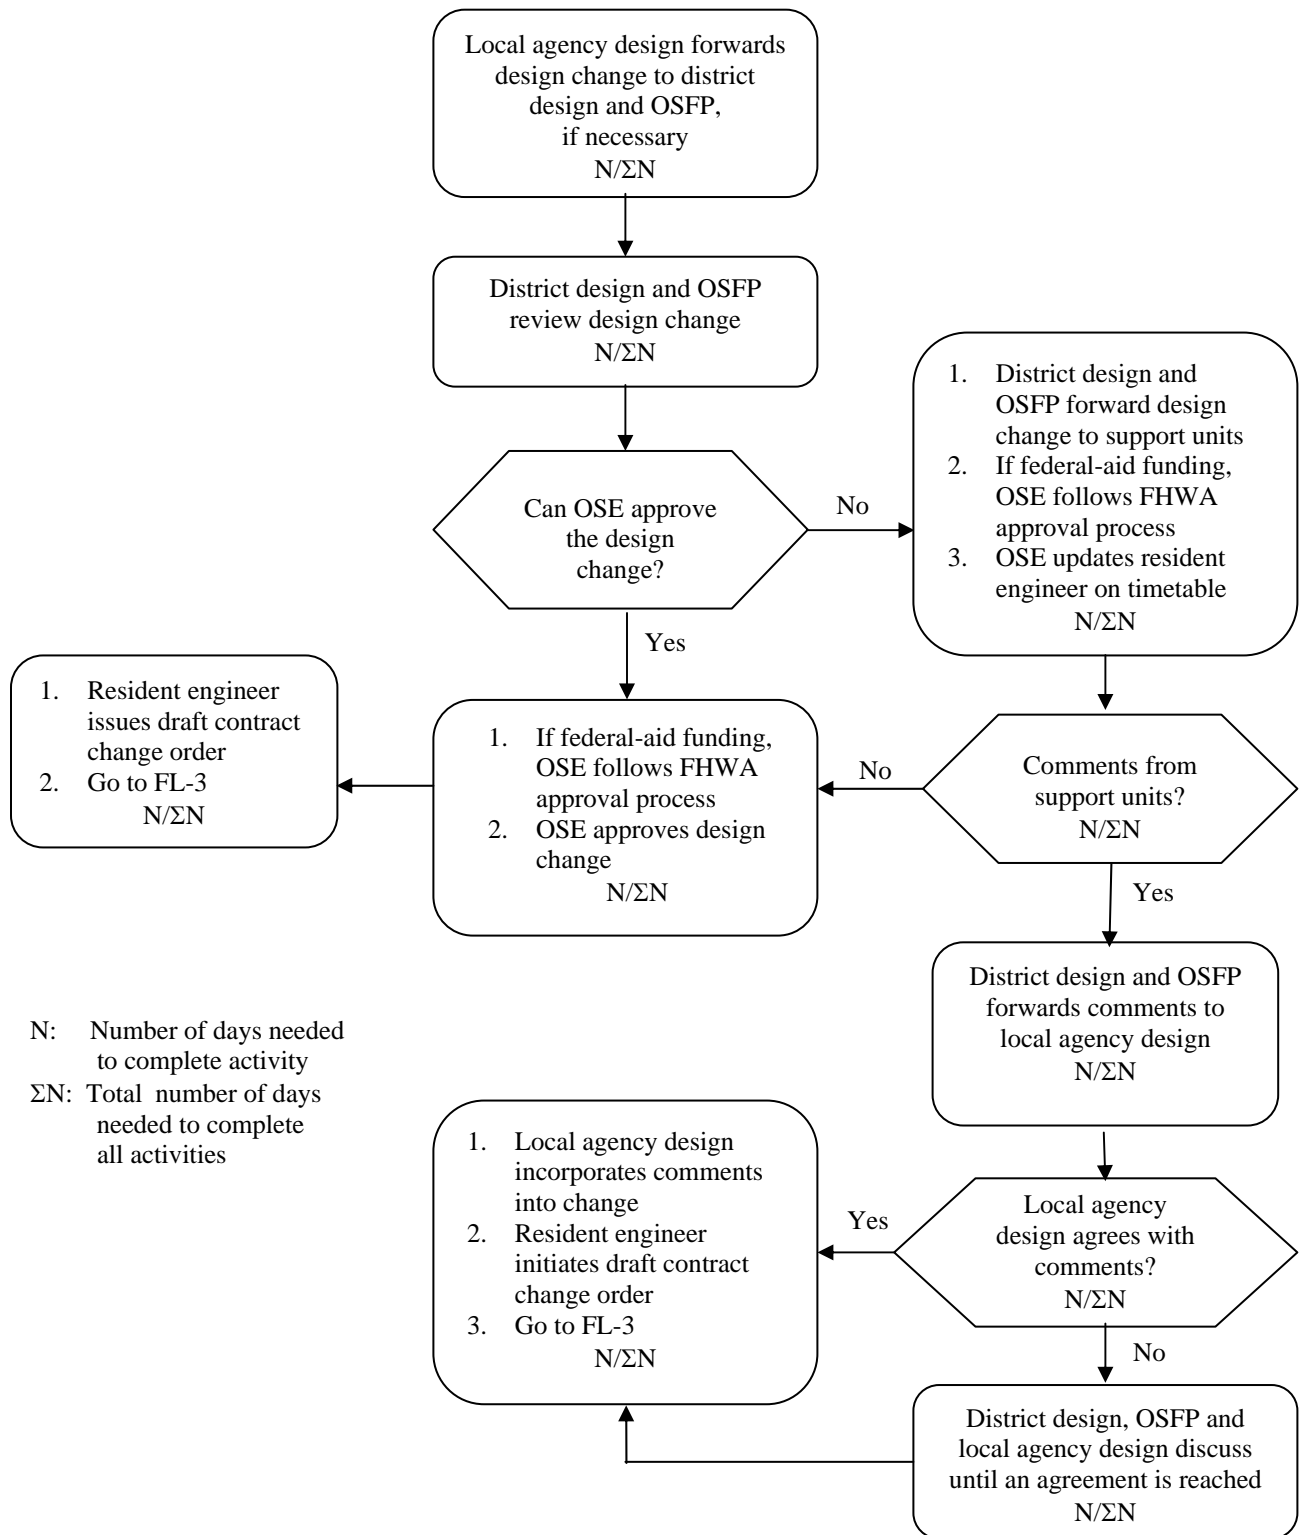 Local agency design forwards
design change to district
design and OSFP,
if necessary
N/ΣN
District design and OSFP
review design change
N/ΣN
Can OSE approve
the design
change?
No
1. District design and
OSFP forward design
change to support units
2. If federal-aid funding,
OSE follows FHWA
approval process
3. OSE updates resident
engineer on timetable
N/ΣN
Yes
1. Resident engineer
issues draft contract
change order
2. Go to FL-3
N/ΣN
1. If federal-aid funding,
OSE follows FHWA
approval process
2. OSE approves design
change
N/ΣN
No
Comments from
support units?
N/ΣN
Yes
District design and OSFP
forwards comments to
local agency design
N/ΣN
N: Number of days needed
to complete activity
ΣN: Total number of days
needed to complete
all activities
1. Local agency design
incorporates comments
into change
2. Resident engineer
initiates draft contract
change order
3. Go to FL-3
N/ΣN
Yes
Local agency
design agrees with
comments?
N/ΣN
No
District design, OSFP and
local agency design discuss
until an agreement is reached
N/ΣN